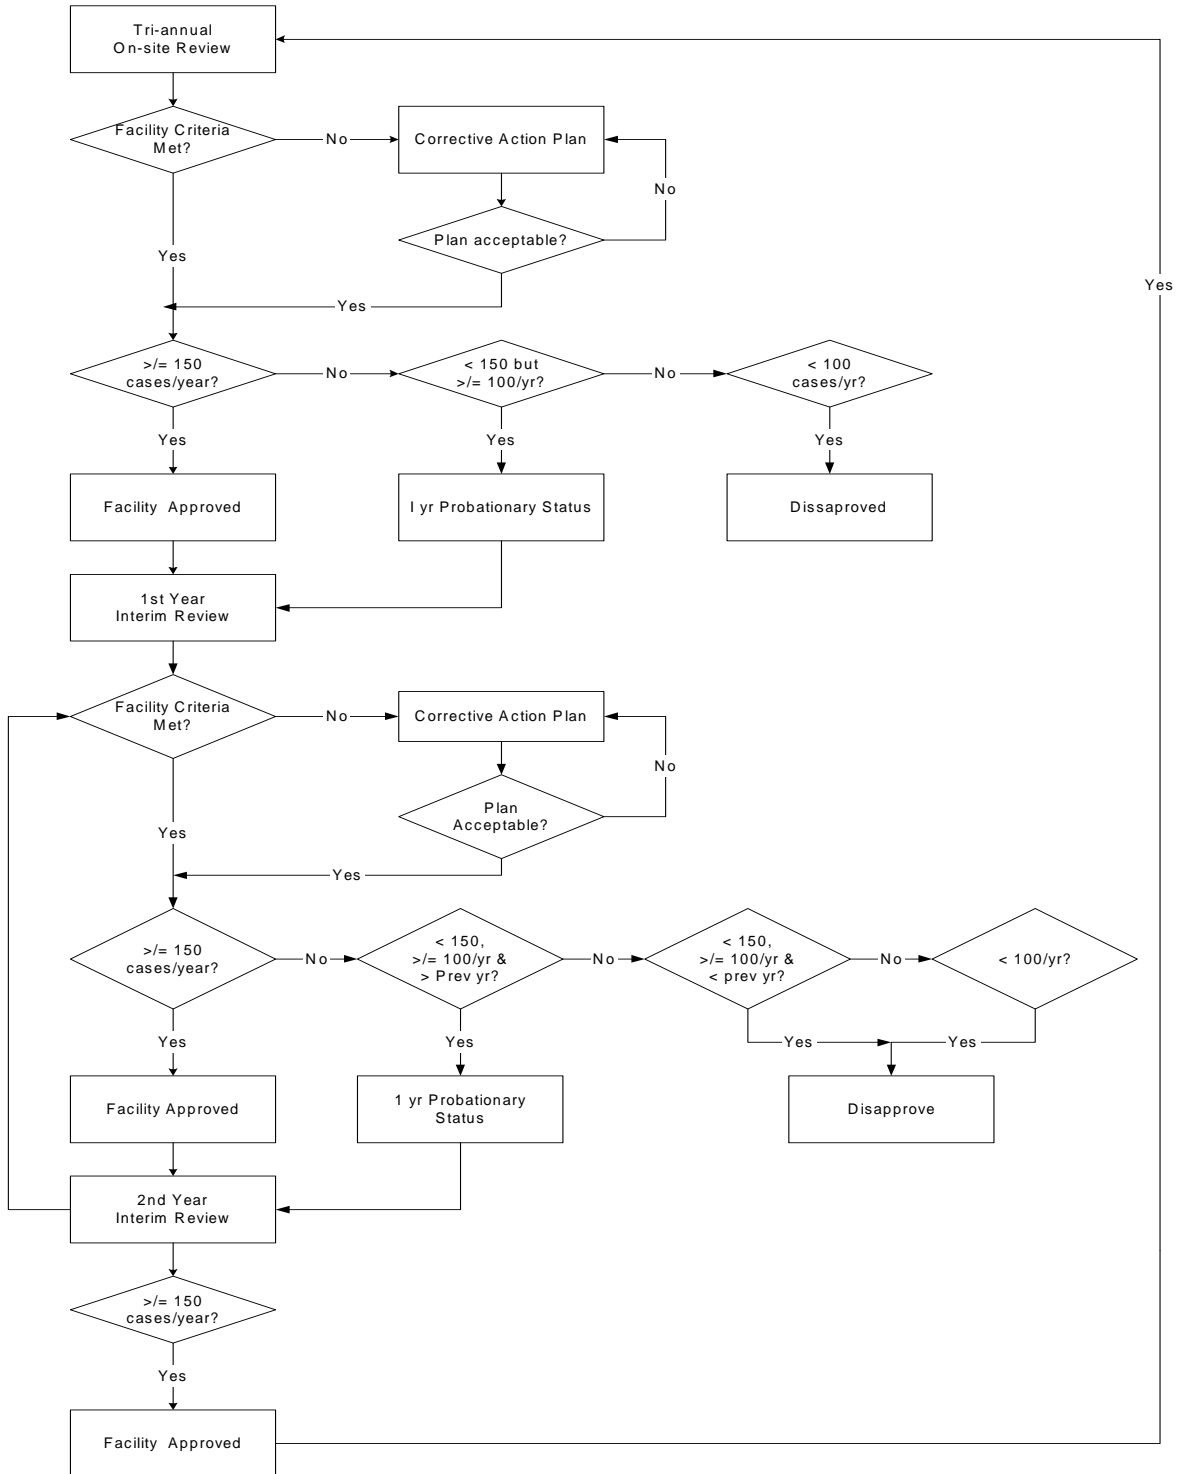 Tri-annual
On-site Review
Facility Criteria
Met?
No
Corrective Action Plan
No
Plan acceptable?
Yes
Yes
Yes
>/= 150
cases/year?
No
< 150 but
>/= 100/yr?
No
< 100
cases/yr?
Yes
Yes
Yes
Facility Approved
I yr Probationary Status
Dissaproved
1st Year
Interim Review
Facility Criteria
Met?
No
Corrective Action Plan
No
Plan
Acceptable?
Yes
Yes
>/= 150
cases/year?
No
< 150,
>/= 100/yr &
> Prev yr?
No
< 150,
>/= 100/yr &
< prev yr?
No
< 100/yr?
Yes
Yes
Yes
Yes
Facility Approved
1 yr Probationary
Status
Disapprove
2nd Year
Interim Review
>/= 150
cases/year?
Yes
Facility Approved